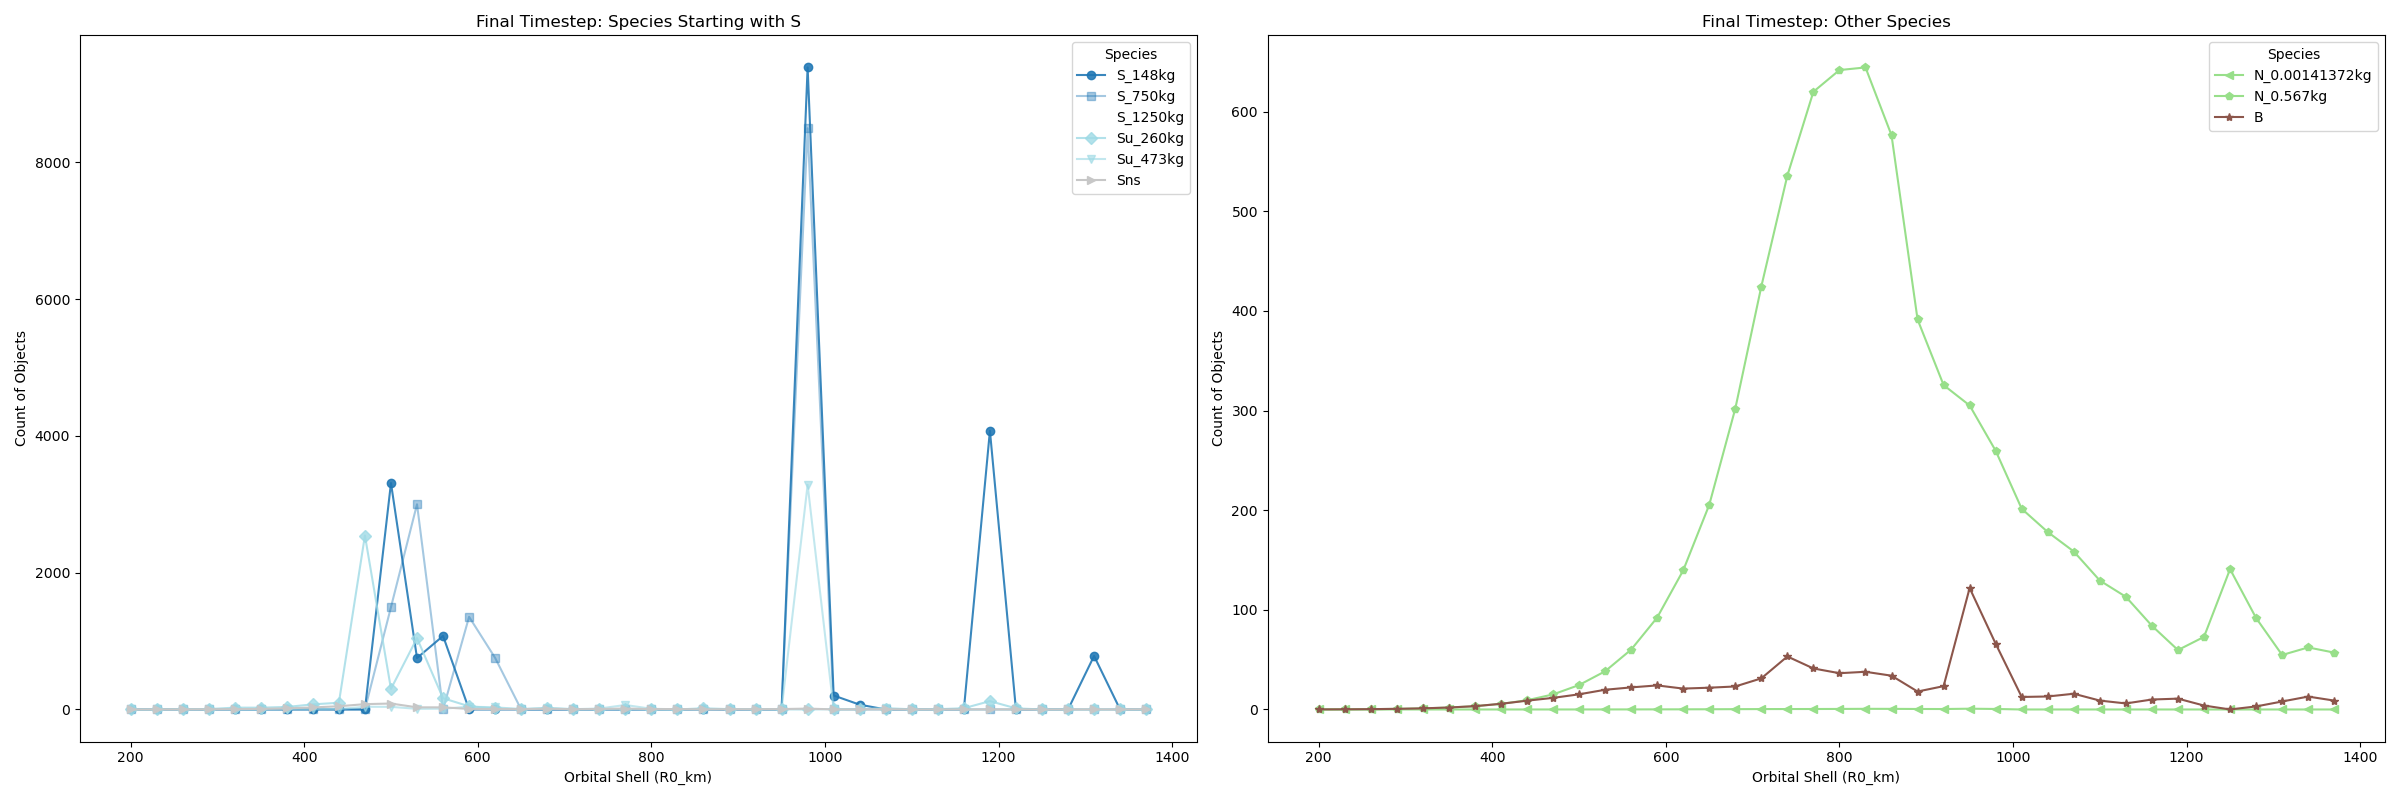 Final Timestep: Species Starting with S
Count of Objects
8000
6000
4000
2000
0
200 400 600 800 1000 1200 1400
Orbital Shell (R0_km)
Species
S_148kg
S_750kg
S_1250kg
Su_260kg
Su_473kg
Sns
Final Timestep: Other Species
Count of Objects
600
500
400
300
200
100
0
200 400 600 800 1000 1200 1400
Orbital Shell (R0_km)
Species
N_0.00141372kg
N_0.567kg
B